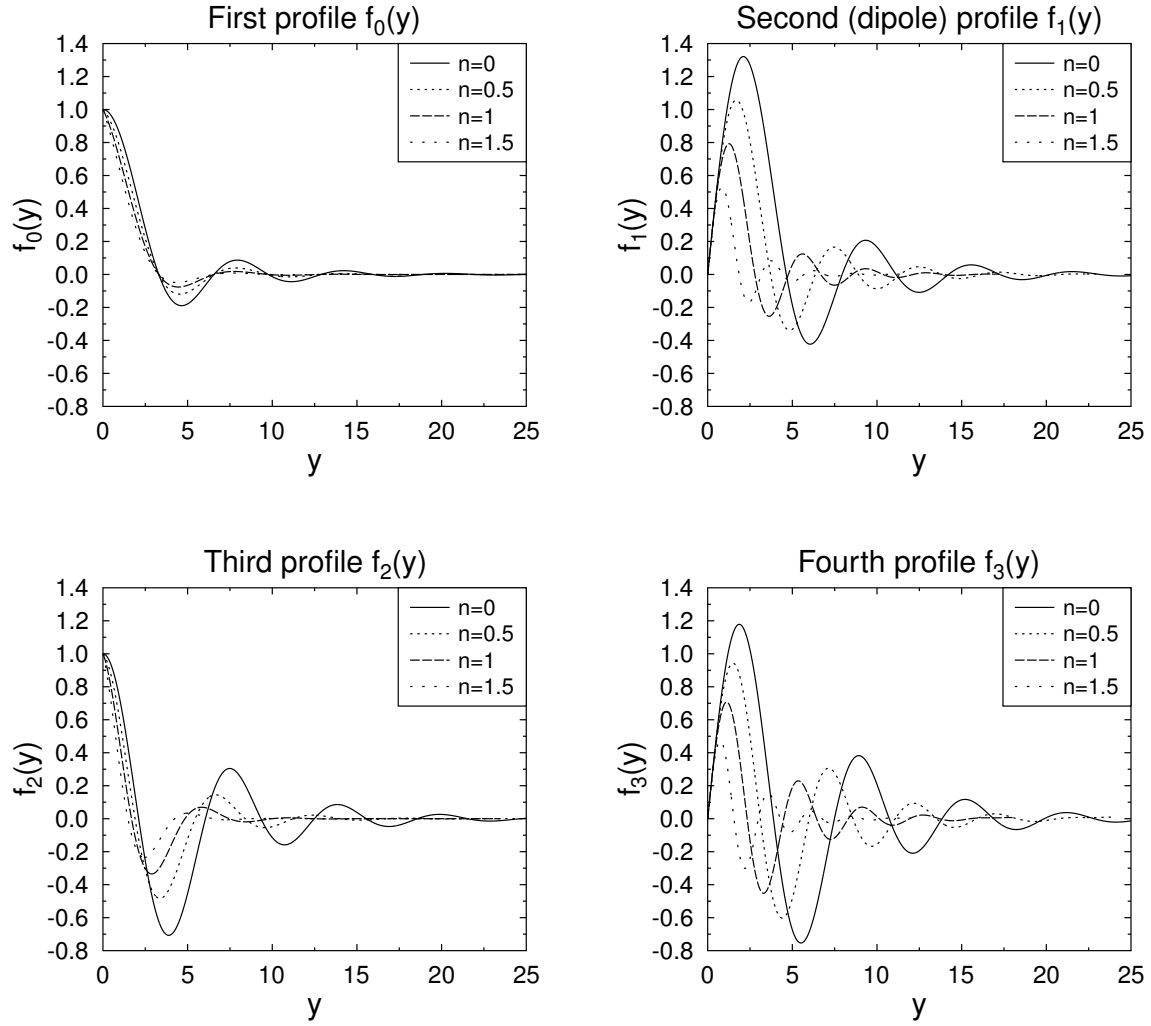 First profile f₀(y)
1.4
1.2
1.0
0.8
0.6
0.4
0.2
0.0
-0.2
-0.4
-0.6
-0.8
f₀(y)
n=0
n=0.5
n=1
n=1.5
0 5 10 15 20 25
y
Second (dipole) profile f₁(y)
1.4
1.2
1.0
0.8
0.6
0.4
0.2
0.0
-0.2
-0.4
-0.6
-0.8
f₁(y)
n=0
n=0.5
n=1
n=1.5
0 5 10 15 20 25
y
Third profile f₂(y)
1.4
1.2
1.0
0.8
0.6
0.4
0.2
0.0
-0.2
-0.4
-0.6
-0.8
f₂(y)
n=0
n=0.5
n=1
n=1.5
0 5 10 15 20 25
y
Fourth profile f₃(y)
1.4
1.2
1.0
0.8
0.6
0.4
0.2
0.0
-0.2
-0.4
-0.6
-0.8
f₃(y)
n=0
n=0.5
n=1
n=1.5
0 5 10 15 20 25
y